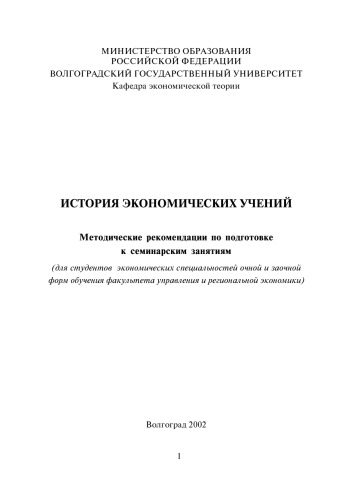 МИНИСТЕРСТВО ОБРАЗОВАНИЯ
РОССИЙСКОЙ ФЕДЕРАЦИИ
ВОЛГОГРАДСКИЙ ГОСУДАРСТВЕННЫЙ УНИВЕРСИТЕТ
Кафедра экономической теории
ИСТОРИЯ ЭКОНОМИЧЕСКИХ УЧЕНИЙ
Методические рекомендации по подготовке
к семинарским занятиям
(для студентов экономических специальностей очной и заочной
форм обучения факультета управления и региональной экономики)
Волгоград 2002
1